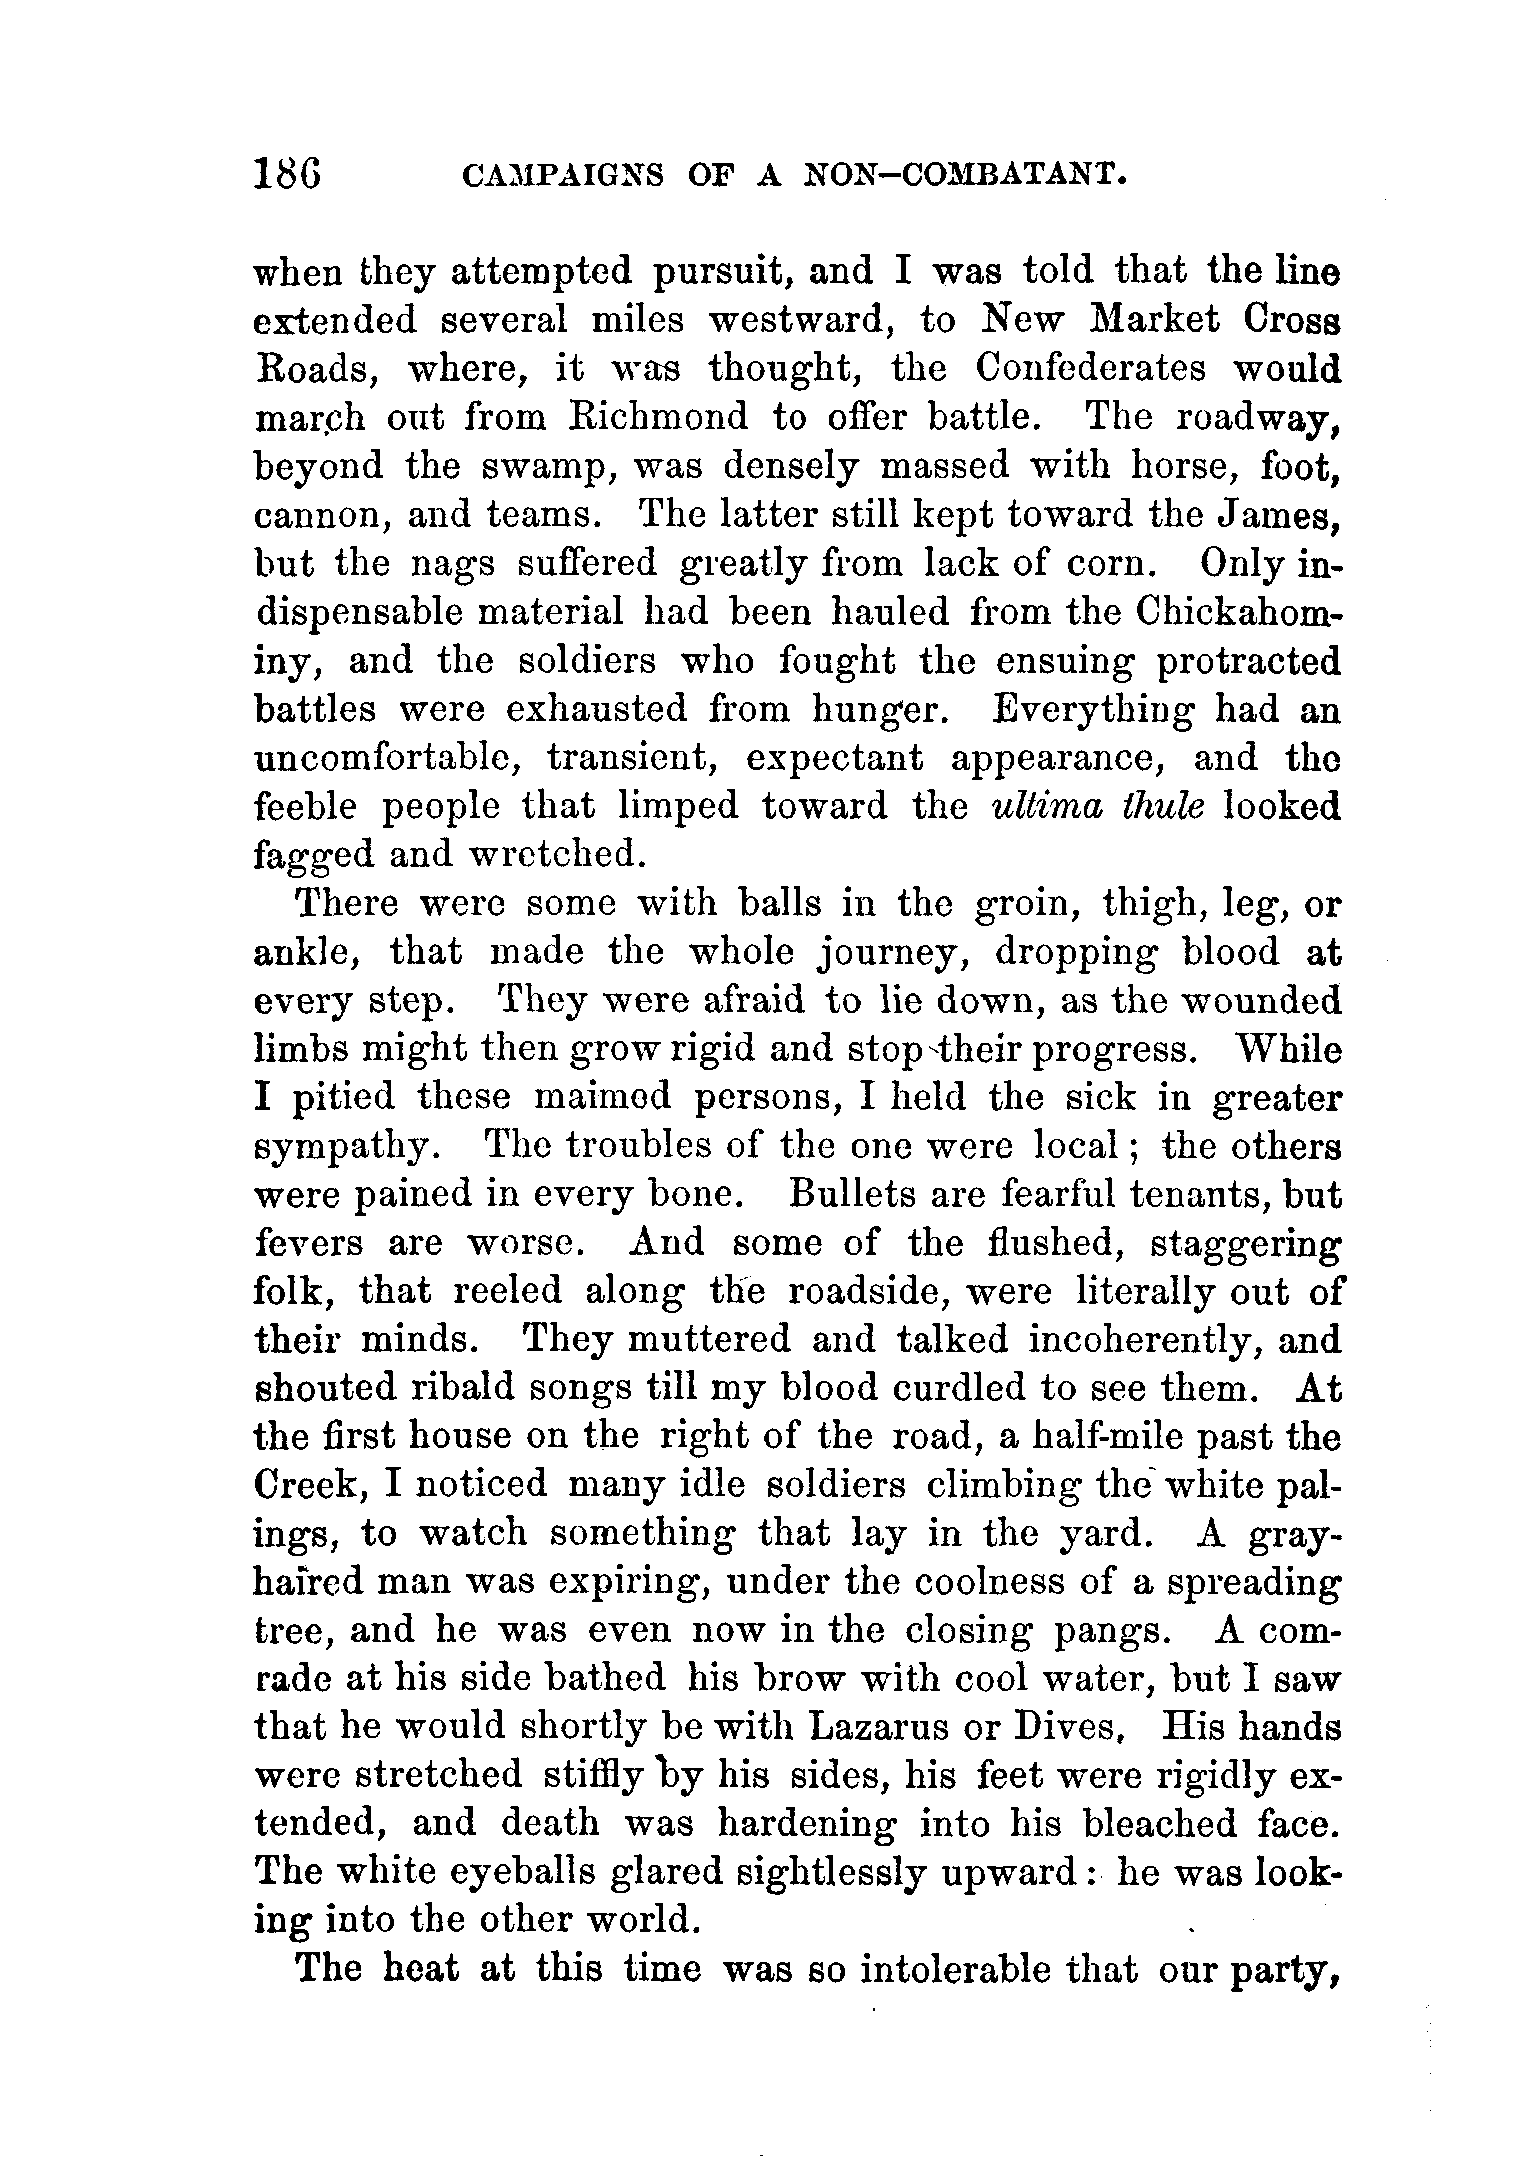 186 CAMPAIGNS OF A NON-COMBATANT.
when they attempted pursuit, and I was told that the line
extended several miles westward, to New Market Cross
Roads, where, it was thought, the Confederates would
march out from Richmond to offer battle. The roadway,
beyond the swamp, was densely massed with horse, foot,
cannon, and teams. The latter still kept toward the James,
but the nags suffered greatly from lack of corn. Only in-
dispensable material had been hauled from the Chickahom-
iny, and the soldiers who fought the ensuing protracted
battles were exhausted from hunger. Everything had an
uncomfortable, transient, expectant appearance, and the
feeble people that limped toward the ultima thule looked
fagged and wretched.
There were some with balls in the groin, thigh, leg, or
ankle, that made the whole journey, dropping blood at
every step. They were afraid to lie down, as the wounded
limbs might then grow rigid and stop their progress. While
I pitied these maimed persons, I held the sick in greater
sympathy. The troubles of the one were local; the others
were pained in every bone. Bullets are fearful tenants, but
fevers are worse. And some of the flushed, staggering
folk, that reeled along the roadside, were literally out of
their minds. They muttered and talked incoherently, and
shouted ribald songs till my blood curdled to see them. At
the first house on the right of the road, a half-mile past the
Creek, I noticed many idle soldiers climbing the white pal-
ings, to watch something that lay in the yard. A gray-
haired man was expiring, under the coolness of a spreading
tree, and he was even now in the closing pangs. A com-
rade at his side bathed his brow with cool water, but I saw
that he would shortly be with Lazarus or Dives. His hands
were stretched stiffly by his sides, his feet were rigidly ex-
tended, and death was hardening into his bleached face.
The white eyeballs glared sightlessly upward: he was look-
ing into the other world.
The heat at this time was so intolerable that our party,